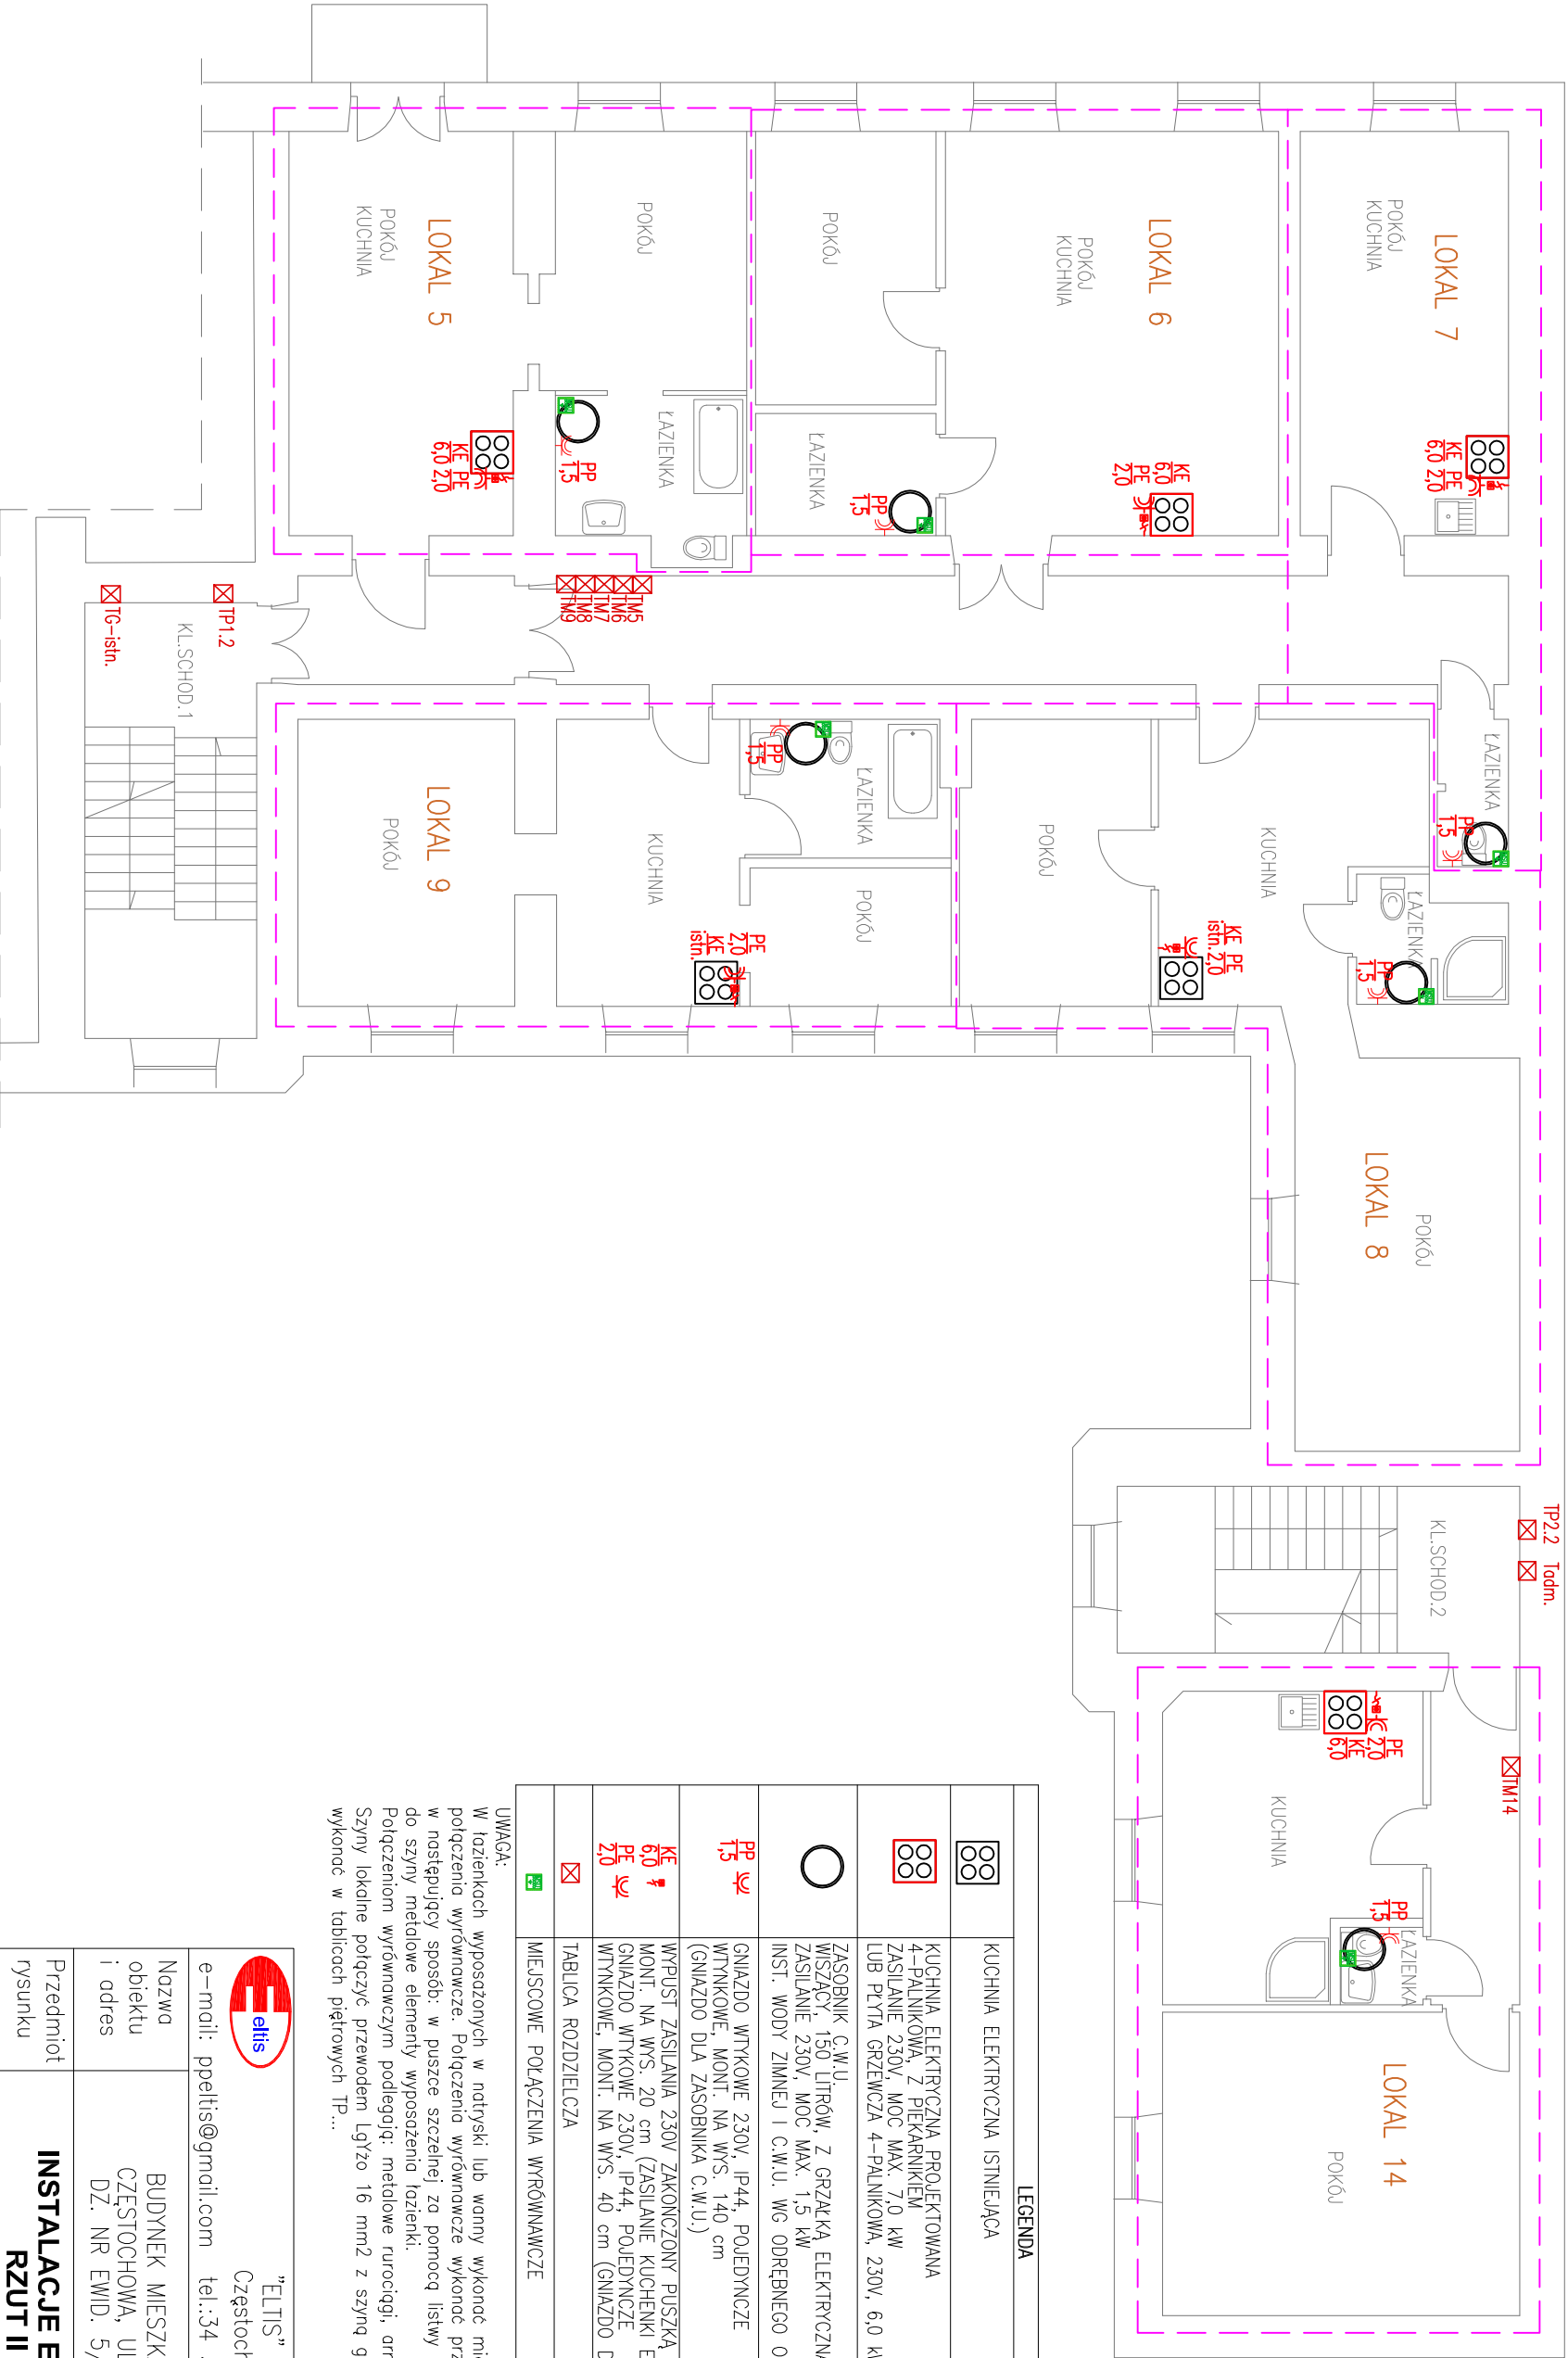 LOKAL 7
POKÓJ
KUCHNIA
KE PE
6,0 2,0
ŁAZIENKA
PP
1,5
LOKAL 6
POKÓJ
KUCHNIA
KE
6,0
PE
2,0
POKÓJ
ŁAZIENKA
PP
1,5
LOKAL 5
POKÓJ
KUCHNIA
KE PE
6,0 2,0
POKÓJ
ŁAZIENKA
PP
1,5
TM5
TM6
TM7
TM8
TM9
TP1.2
TG-istn.
KL.SCHOD.1
LOKAL 9
POKÓJ
KUCHNIA
PE
2,0
KE
istn.
ŁAZIENKA
PP
1,5
POKÓJ
LOKAL 8
POKÓJ
POKÓJ
KUCHNIA
KE PE
istn.2,0
ŁAZIENKA
PP
1,5
TP2.2 Tadm.
KL.SCHOD.2
TM14
LOKAL 14
POKÓJ
KUCHNIA
PE
2,0
KE
6,0
ŁAZIENKA
PP
1,5
LEGENDA
KUCHNIA ELEKTRYCZNA ISTNIEJĄCA
KUCHNIA ELEKTRYCZNA PROJEKTOWANA
4-PALNIKOWA, Z PIEKARNIKIEM
ZASILANIE 230V, MOC MAX. 7,0 kW
LUB PŁYTA GRZEWCZA 4-PALNIKOWA, 230V, 6,0 k
ZASOBNIK C.W.U.
WISZĄCY, 150 LITRÓW, Z GRZAŁKĄ ELEKTRYCZNĄ
ZASILANIE 230V, MOC MAX. 1,5 kW
INST. WODY ZIMNEJ I C.W.U. WG ODRĘBNEGO O
PP
1,5
GNIAZDO WTYKOWE 230V, IP44, POJEDYNCZE
WTYNKOWE, MONT. NA WYS. 140 cm
(GNIAZDO DLA ZASOBNIKA C.W.U.)
KE
6,0
PE
2,0
WYPUST ZASILANIA 230V ZAKOŃCZONY PUSZKĄ
MONT. NA WYS. 20 cm (ZASILANIE KUCHENKI E
GNIAZDO WTYKOWE 230V, IP44, POJEDYNCZE
WTYNKOWE, MONT. NA WYS. 40 cm (GNIAZDO D
TABLICA ROZDZIELCZA
MIEJSCOWE POŁĄCZENIA WYRÓWNAWCZE
UWAGA:
W łazienkach wyposażonych w natryski lub wanny wykonać mie
połączenia wyrównawcze. Połączenia wyrównawcze wykonać prz
w następujący sposób: w puszce szczelnej za pomocą listwy
do szyny metalowe elementy wyposażenia łazienki.
Połączeniom wyrównawczym podlegają: metalowe rurociągi, arm
Szyny lokalne połączyć przewodem LgYżo 16 mm2 z szyną g
wykonać w tablicach piętrowych TP...
eltis
"ELTIS"
Częstoch
e-mail: ppeltis@gmail.com tel.:34
Nazwa
obiektu
i adres
BUDYNEK MIESZK
CZĘSTOCHOWA, UL
DZ. NR EWID. 5/
Przedmiot
rysunku
INSTALACJE E
RZUT II